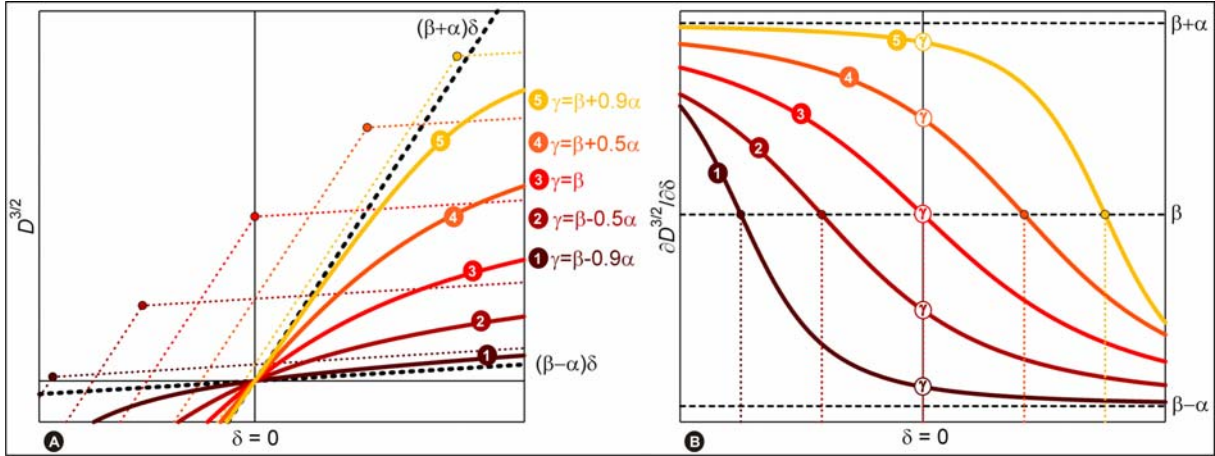 (β+α)δ
D^3/2
5 γ=β+0.9α
4 γ=β+0.5α
3 γ=β
2 γ=β−0.5α
1 γ=β−0.9α
5
4
3
2
1
(β−α)δ
A
δ = 0
∂D^3/2/∂δ
β+α
β
β−α
5 γ
4 γ
3 γ
2 γ
1 γ
B
δ = 0